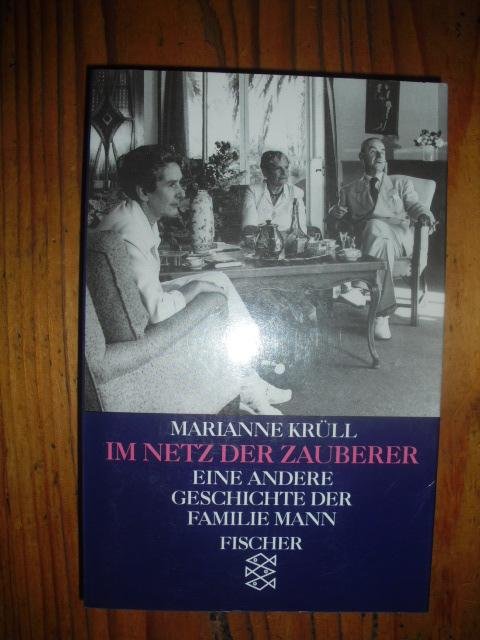 MARIANNE KRÜLL
IM NETZ DER ZAUBERER
EINE ANDERE
GESCHICHTE DER
FAMILIE MANN
FISCHER